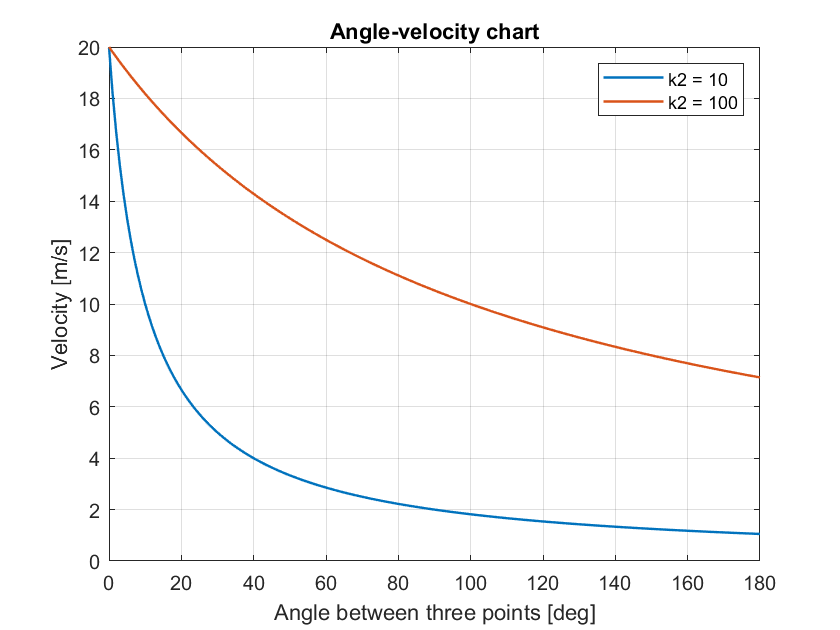 Angle-velocity chart
k2 = 10
k2 = 100
Velocity [m/s]
20
18
16
14
12
10
8
6
4
2
0
0 20 40 60 80 100 120 140 160 180
Angle between three points [deg]